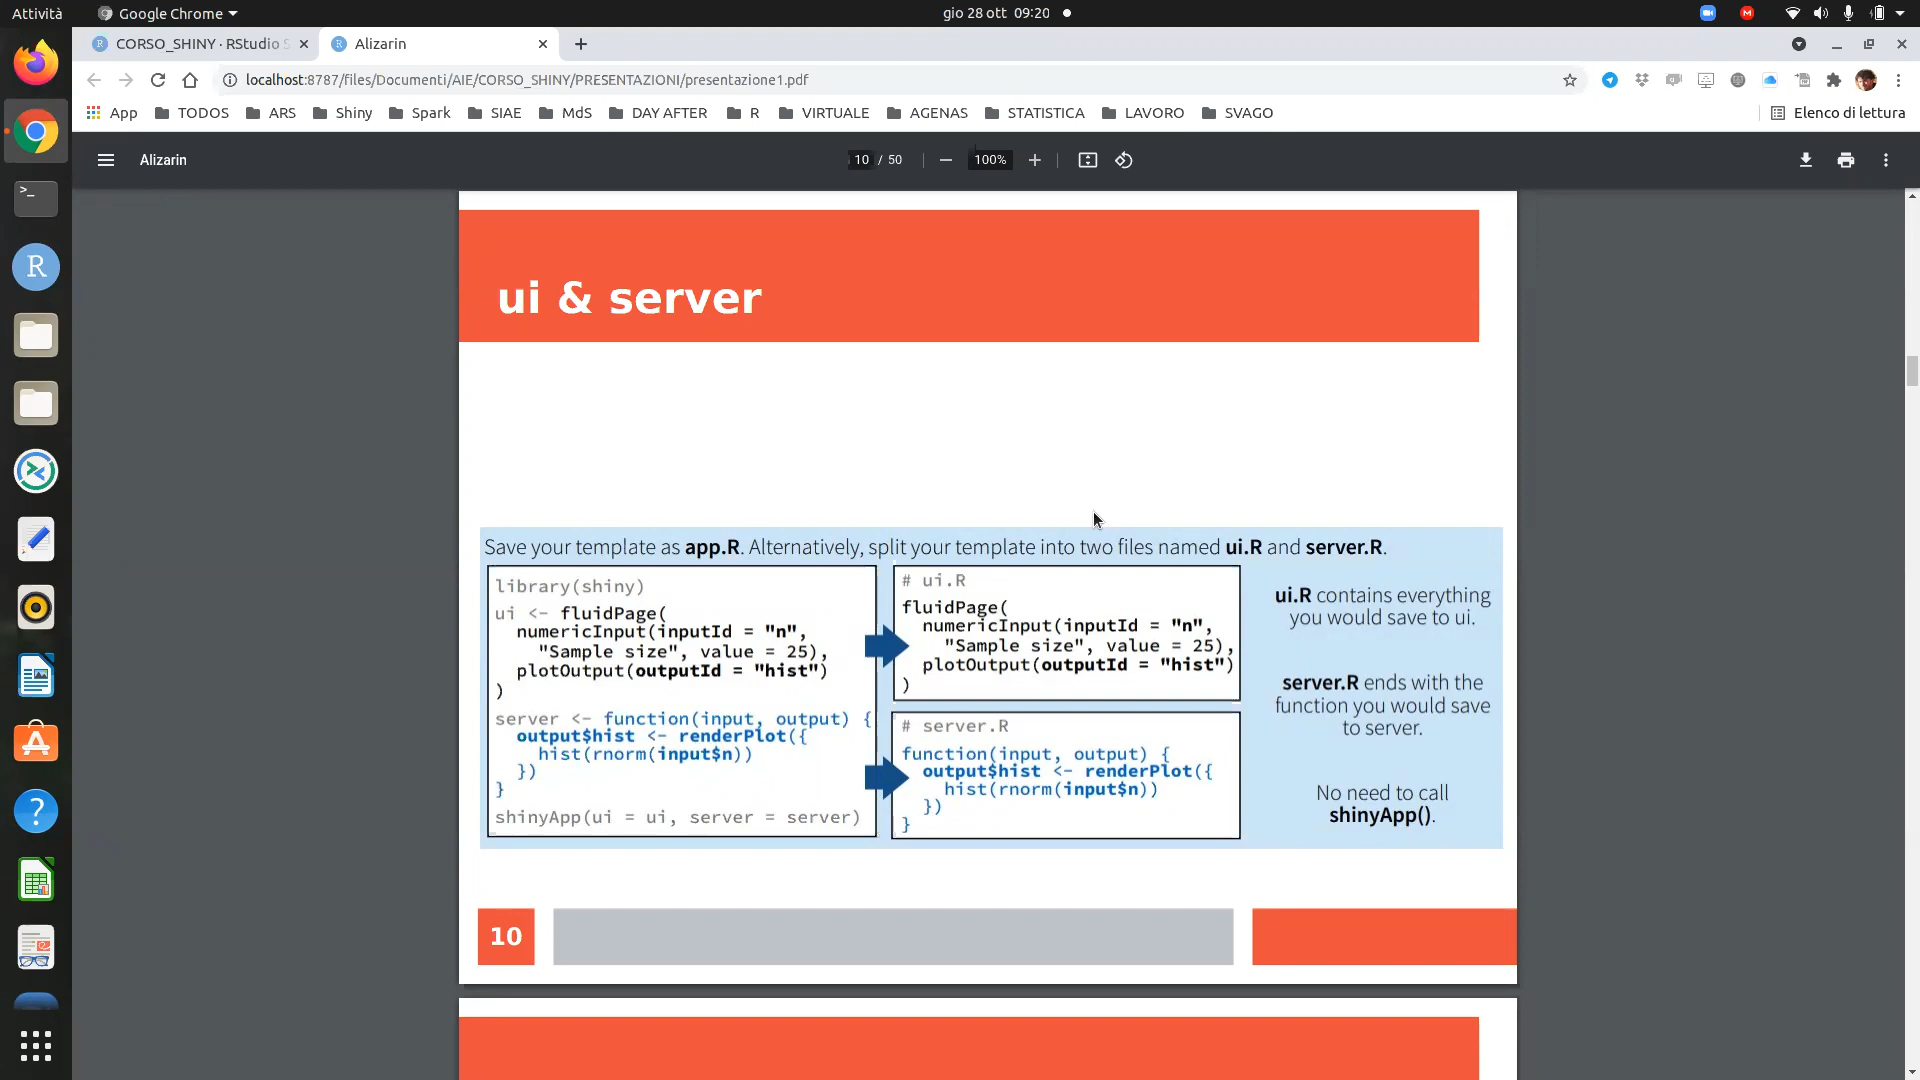 Attività
Google Chrome
gio 28 ott 09:20
CORSO_SHINY · RStudio S
Alizarin
localhost:8787/files/Documenti/AIE/CORSO_SHINY/PRESENTAZIONI/presentazione1.pdf
App
TODOS
ARS
Shiny
Spark
SIAE
MdS
DAY AFTER
R
VIRTUALE
AGENAS
STATISTICA
LAVORO
SVAGO
Elenco di lettura
Alizarin
10 / 50
100%
ui & server
Save your template as app.R. Alternatively, split your template into two files named ui.R and server.R.
library(shiny)
ui <- fluidPage(
numericInput(inputId = "n",
"Sample size", value = 25),
plotOutput(outputId = "hist")
)
server <- function(input, output) {
output$hist <- renderPlot({
hist(rnorm(input$n))
})
}
shinyApp(ui = ui, server = server)
# ui.R
fluidPage(
numericInput(inputId = "n",
"Sample size", value = 25),
plotOutput(outputId = "hist")
)
# server.R
function(input, output) {
output$hist <- renderPlot({
hist(rnorm(input$n))
})
}
ui.R contains everything
you would save to ui.
server.R ends with the
function you would save
to server.
No need to call
shinyApp().
10